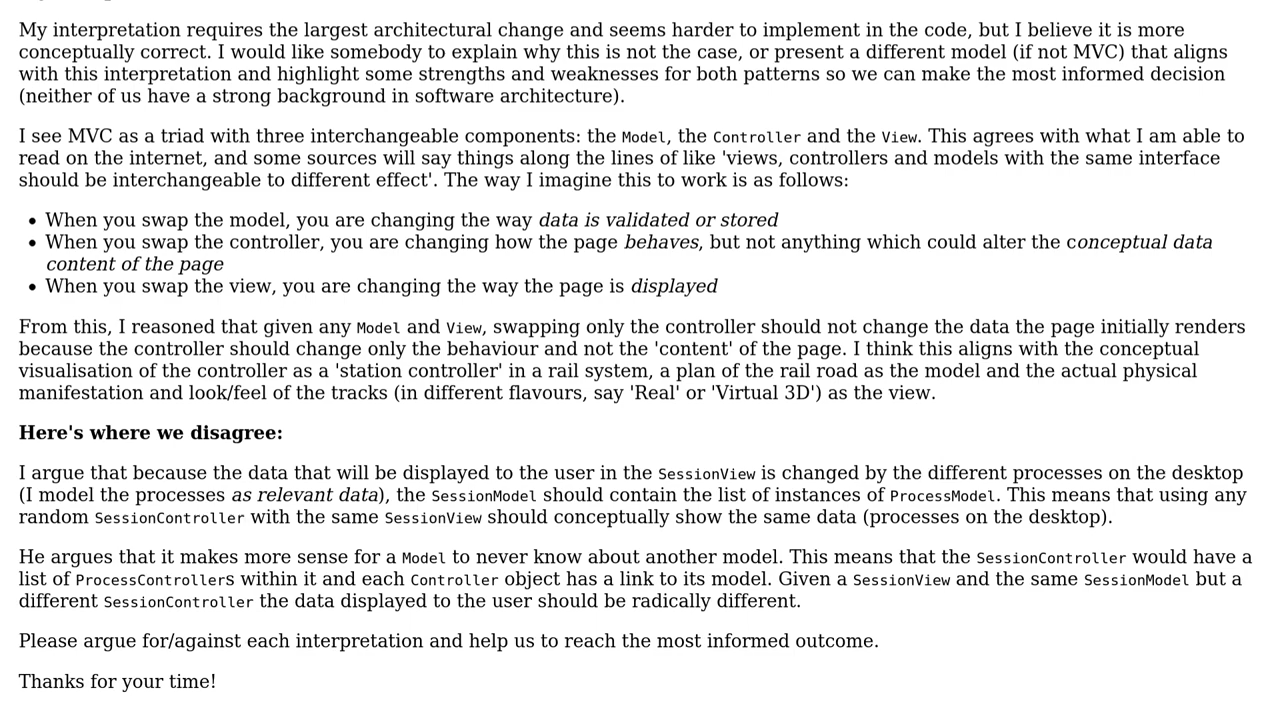 My interpretation requires the largest architectural change and seems harder to implement in the code, but I believe it is more
conceptually correct. I would like somebody to explain why this is not the case, or present a different model (if not MVC) that aligns
with this interpretation and highlight some strengths and weaknesses for both patterns so we can make the most informed decision
(neither of us have a strong background in software architecture).
I see MVC as a triad with three interchangeable components: the Model, the Controller and the View. This agrees with what I am able to
read on the internet, and some sources will say things along the lines of like 'views, controllers and models with the same interface
should be interchangeable to different effect'. The way I imagine this to work is as follows:
• When you swap the model, you are changing the way data is validated or stored
• When you swap the controller, you are changing how the page behaves, but not anything which could alter the conceptual data
content of the page
• When you swap the view, you are changing the way the page is displayed
From this, I reasoned that given any Model and View, swapping only the controller should not change the data the page initially renders
because the controller should change only the behaviour and not the 'content' of the page. I think this aligns with the conceptual
visualisation of the controller as a 'station controller' in a rail system, a plan of the rail road as the model and the actual physical
manifestation and look/feel of the tracks (in different flavours, say 'Real' or 'Virtual 3D') as the view.
Here's where we disagree:
I argue that because the data that will be displayed to the user in the SessionView is changed by the different processes on the desktop
(I model the processes as relevant data), the SessionModel should contain the list of instances of ProcessModel. This means that using any
random SessionController with the same SessionView should conceptually show the same data (processes on the desktop).
He argues that it makes more sense for a Model to never know about another model. This means that the SessionController would have a
list of ProcessControllers within it and each Controller object has a link to its model. Given a SessionView and the same SessionModel but a
different SessionController the data displayed to the user should be radically different.
Please argue for/against each interpretation and help us to reach the most informed outcome.
Thanks for your time!